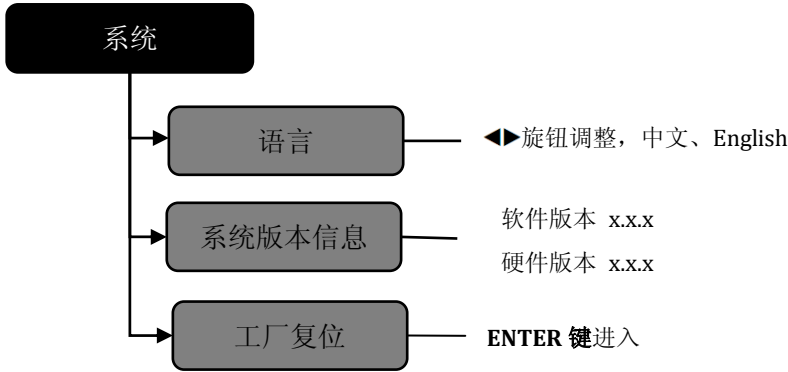 系统
语言
◀▶旋钮调整，中文、English
系统版本信息
软件版本 x.x.x
硬件版本 x.x.x
工厂复位
ENTER 键进入